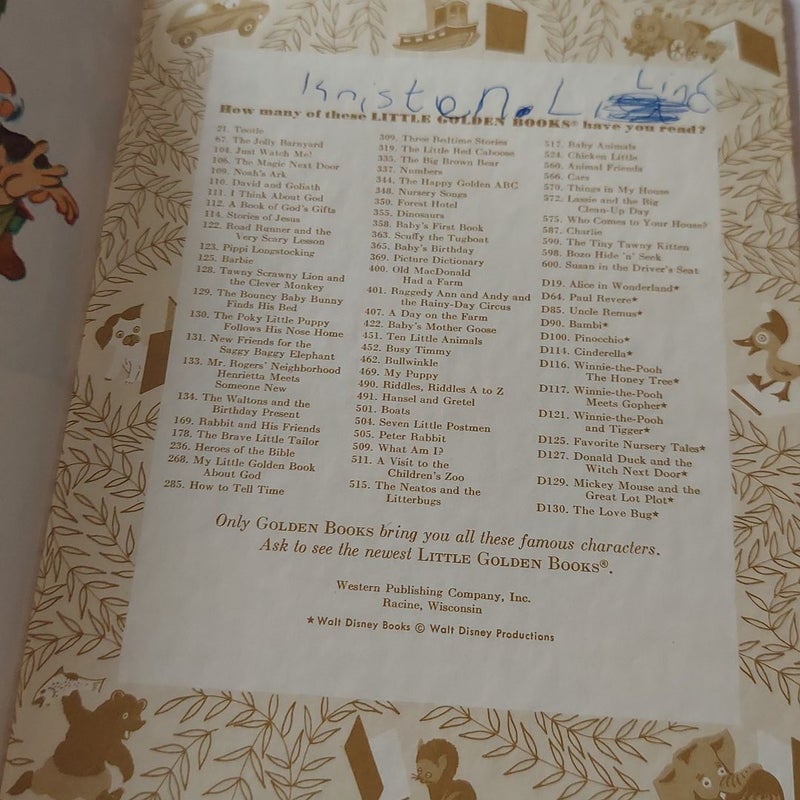 Kristen. L Lind
How many of these LITTLE GOLDEN BOOKS® have you read?
21. Tootle
67. The Jolly Barnyard
104. Just Watch Me!
106. The Magic Next Door
109. Noah's Ark
110. David and Goliath
111. I Think About God
112. A Book of God's Gifts
114. Stories of Jesus
122. Road Runner and the
Very Scary Lesson
123. Pippi Longstocking
125. Barbie
128. Tawny Scrawny Lion and
the Clever Monkey
129. The Bouncy Baby Bunny
Finds His Bed
130. The Poky Little Puppy
Follows His Nose Home
131. New Friends for the
Saggy Baggy Elephant
133. Mr. Rogers' Neighborhood
Henrietta Meets
Someone New
134. The Waltons and the
Birthday Present
169. Rabbit and His Friends
178. The Brave Little Tailor
236. Heroes of the Bible
268. My Little Golden Book
About God
285. How to Tell Time
309. Three Bedtime Stories
319. The Little Red Caboose
335. The Big Brown Bear
337. Numbers
344. The Happy Golden ABC
348. Nursery Songs
350. Forest Hotel
355. Dinosaurs
358. Baby's First Book
363. Scuffy the Tugboat
365. Baby's Birthday
369. Picture Dictionary
400. Old MacDonald
Had a Farm
401. Raggedy Ann and Andy and
the Rainy-Day Circus
407. A Day on the Farm
422. Baby's Mother Goose
451. Ten Little Animals
452. Busy Timmy
462. Bullwinkle
469. My Puppy
490. Riddles, Riddles A to Z
491. Hansel and Gretel
501. Boats
504. Seven Little Postmen
505. Peter Rabbit
509. What Am I?
511. A Visit to the
Children's Zoo
515. The Neatos and the
Litterbugs
517. Baby Animals
524. Chicken Little
560. Animal Friends
566. Cars
570. Things in My House
572. Lassie and the Big
Clean-Up Day
575. Who Comes to Your House?
587. Charlie
590. The Tiny Tawny Kitten
598. Bozo Hide 'n' Seek
600. Susan in the Driver's Seat
D19. Alice in Wonderland★
D64. Paul Revere★
D85. Uncle Remus★
D90. Bambi★
D100. Pinocchio★
D114. Cinderella★
D116. Winnie-the-Pooh
The Honey Tree★
D117. Winnie-the-Pooh
Meets Gopher★
D121. Winnie-the-Pooh
and Tigger★
D125. Favorite Nursery Tales★
D127. Donald Duck and the
Witch Next Door★
D129. Mickey Mouse and the
Great Lot Plot★
D130. The Love Bug★
Only GOLDEN BOOKS bring you all these famous characters.
Ask to see the newest LITTLE GOLDEN BOOKS®.
Western Publishing Company, Inc.
Racine, Wisconsin
★Walt Disney Books © Walt Disney Productions